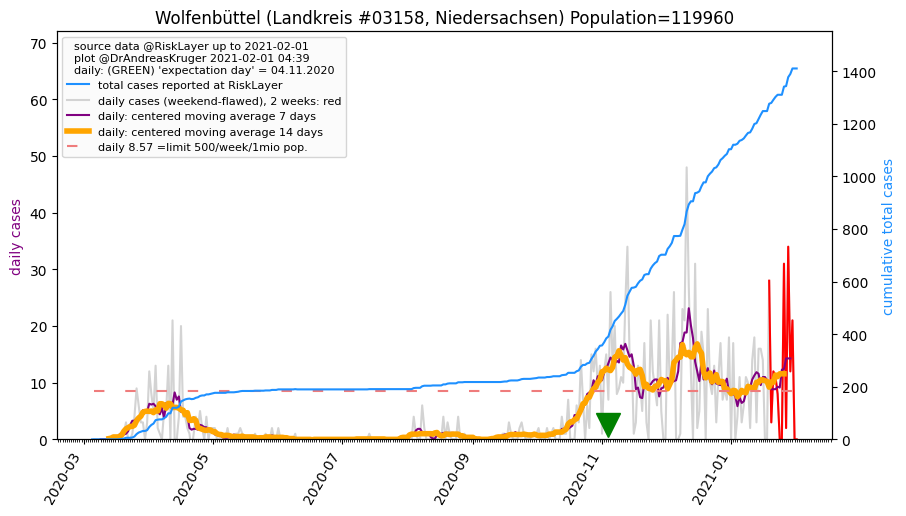 Wolfenbüttel (Landkreis #03158, Niedersachsen) Population=119960
source data @RiskLayer up to 2021-02-01
plot @DrAndreasKruger 2021-02-01 04:39
daily: (GREEN) 'expectation day' = 04.11.2020
total cases reported at RiskLayer
daily cases (weekend-flawed), 2 weeks: red
daily: centered moving average 7 days
daily: centered moving average 14 days
daily 8.57 =limit 500/week/1mio pop.
daily cases
70
60
50
40
30
20
10
0
cumulative total cases
1400
1200
1000
800
600
400
200
0
2020-03
2020-05
2020-07
2020-09
2020-11
2021-01